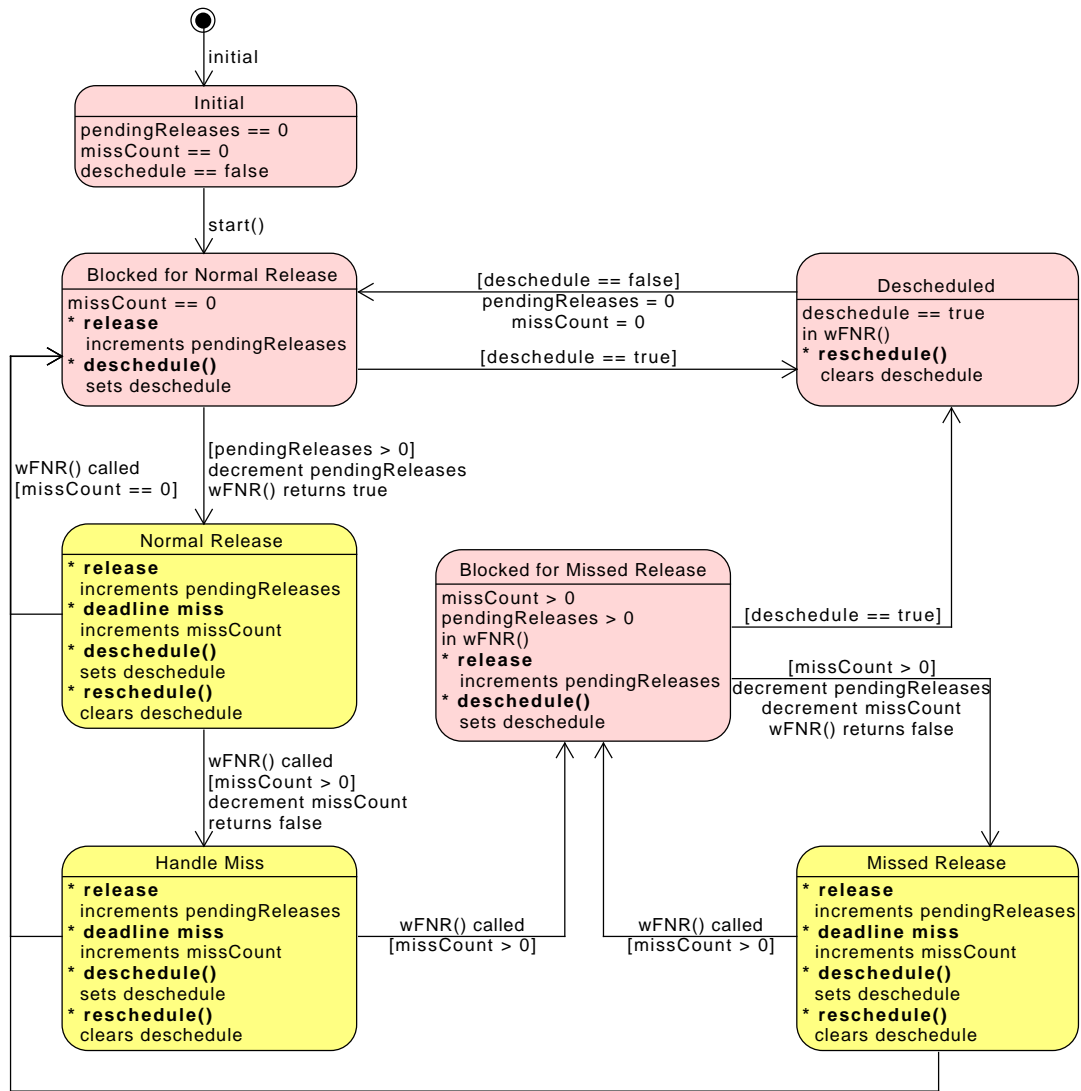 initial
Initial
pendingReleases == 0
missCount == 0
deschedule == false
start()
Blocked for Normal Release
missCount == 0
* release
increments pendingReleases
* deschedule()
sets deschedule
[deschedule == false]
pendingReleases = 0
missCount = 0
[deschedule == true]
Descheduled
deschedule == true
in wFNR()
* reschedule()
clears deschedule
wFNR() called
[missCount == 0]
[pendingReleases > 0]
decrement pendingReleases
wFNR() returns true
Normal Release
* release
increments pendingReleases
* deadline miss
increments missCount
* deschedule()
sets deschedule
* reschedule()
clears deschedule
Blocked for Missed Release
missCount > 0
pendingReleases > 0
in wFNR()
* release
increments pendingReleases
* deschedule()
sets deschedule
[deschedule == true]
[missCount > 0]
decrement pendingReleases
decrement missCount
wFNR() returns false
wFNR() called
[missCount > 0]
decrement missCount
returns false
Handle Miss
* release
increments pendingReleases
* deadline miss
increments missCount
* deschedule()
sets deschedule
* reschedule()
clears deschedule
wFNR() called
[missCount > 0]
wFNR() called
[missCount > 0]
Missed Release
* release
increments pendingReleases
* deadline miss
increments missCount
* deschedule()
sets deschedule
* reschedule()
clears deschedule